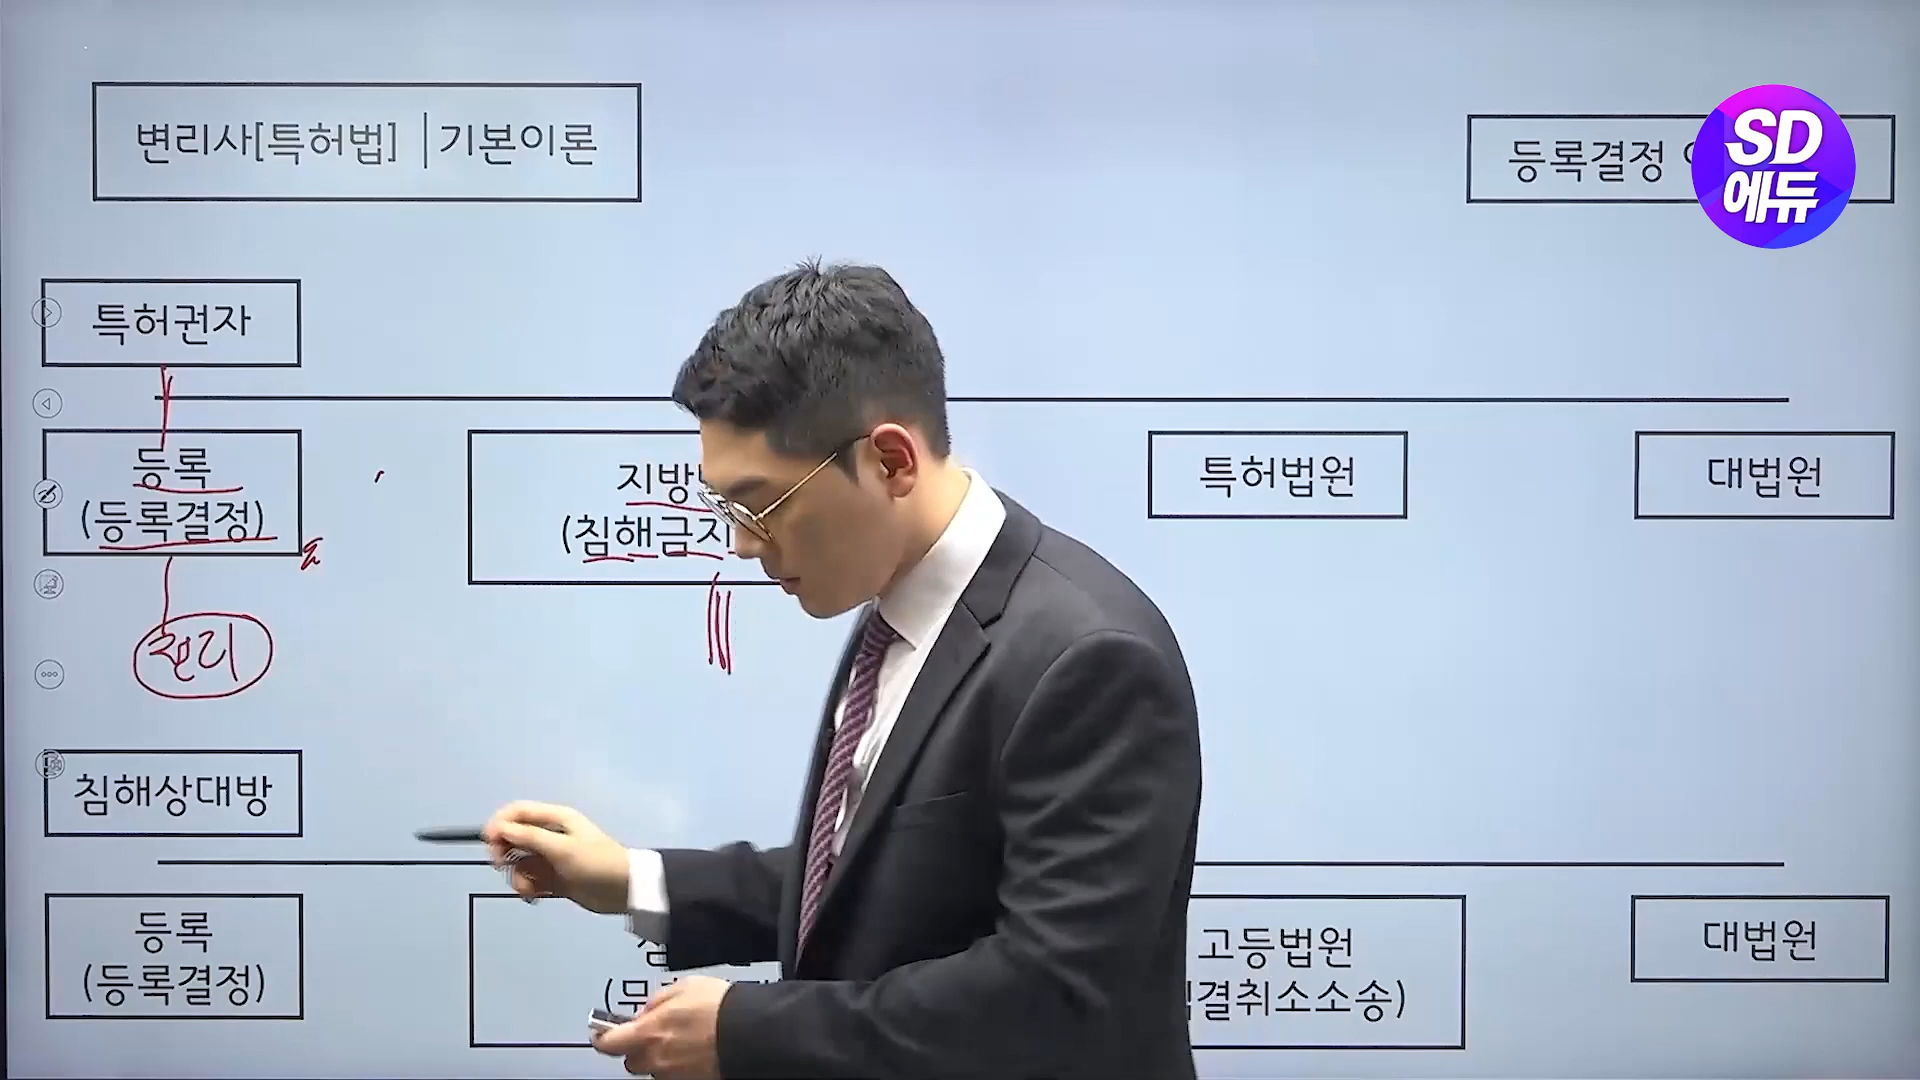 변리사[특허법] | 기본이론
등록결정
SD
에듀
특허권자
등록
(등록결정)
권리
지방
(침해금지
특허법원
대법원
침해상대방
등록
(등록결정)
고등법원
결취소소송)
대법원